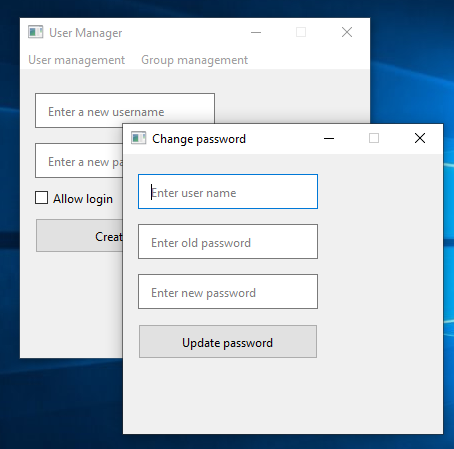 User Manager
User management Group management
Enter a new username
Enter a new pa
Allow login
Creat
Change password
Enter user name
Enter old password
Enter new password
Update password